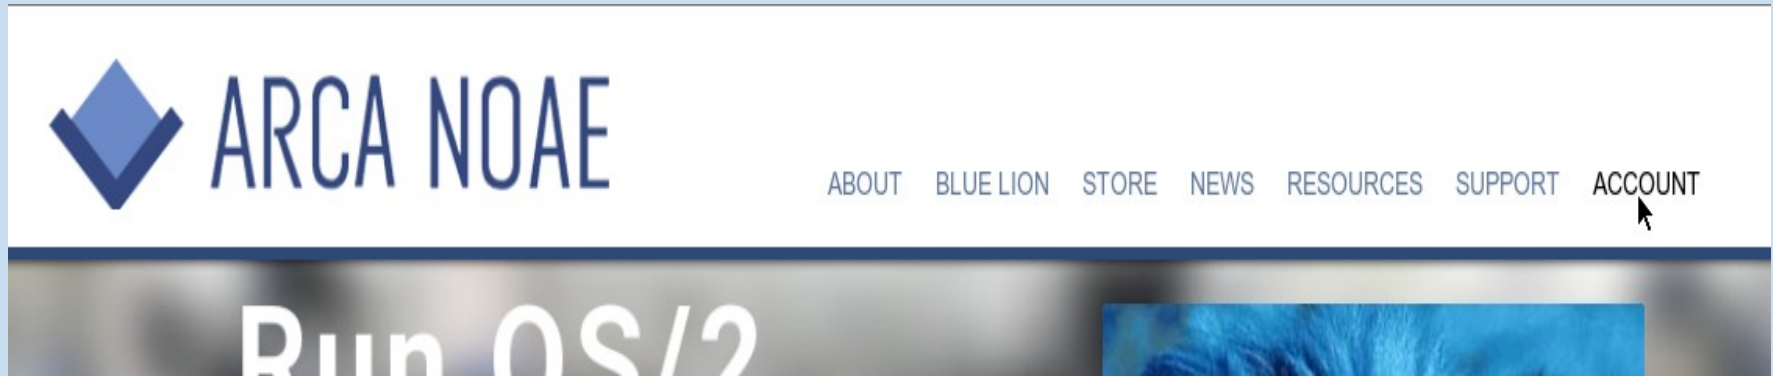 ARCA NOAE
ABOUT BLUE LION STORE NEWS RESOURCES SUPPORT ACCOUNT
Run OS/2